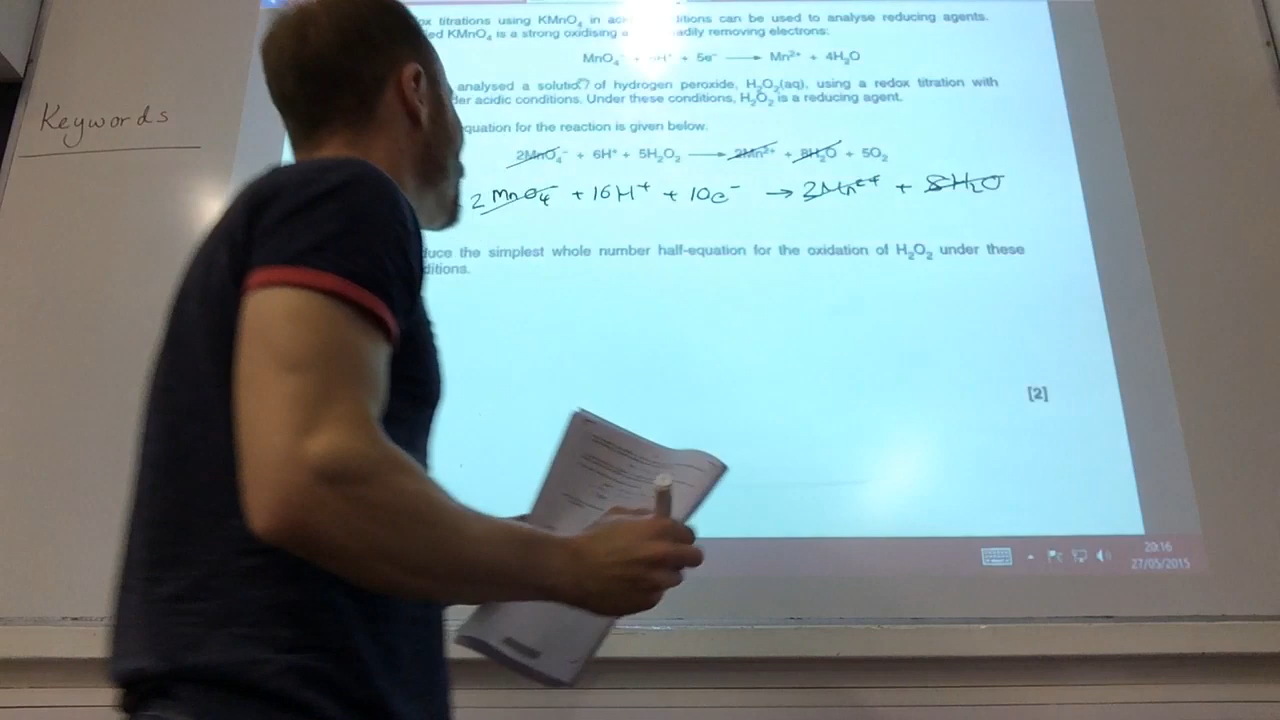 Keywords
titrations using KMnO₄ in ditions can be used to analyse reducing agents.
KMnO₄ is a strong oxidising adily removing electrons:
MnO₄⁻ + H⁺ + 5e⁻ ⟶ Mn²⁺ + 4H₂O
analysed a solution of hydrogen peroxide, H₂O₂(aq), using a redox titration with
der acidic conditions. Under these conditions, H₂O₂ is a reducing agent.
quation for the reaction is given below.
2MnO₄⁻ + 6H⁺ + 5H₂O₂ ⟶ 2Mn²⁺ + 8H₂O + 5O₂
2MnO₄⁻ + 16H⁺ + 10e⁻ → 2Mn²⁺ + 8H₂O
duce the simplest whole number half-equation for the oxidation of H₂O₂ under these
ditions.
[2]
20:16
27/05/2015